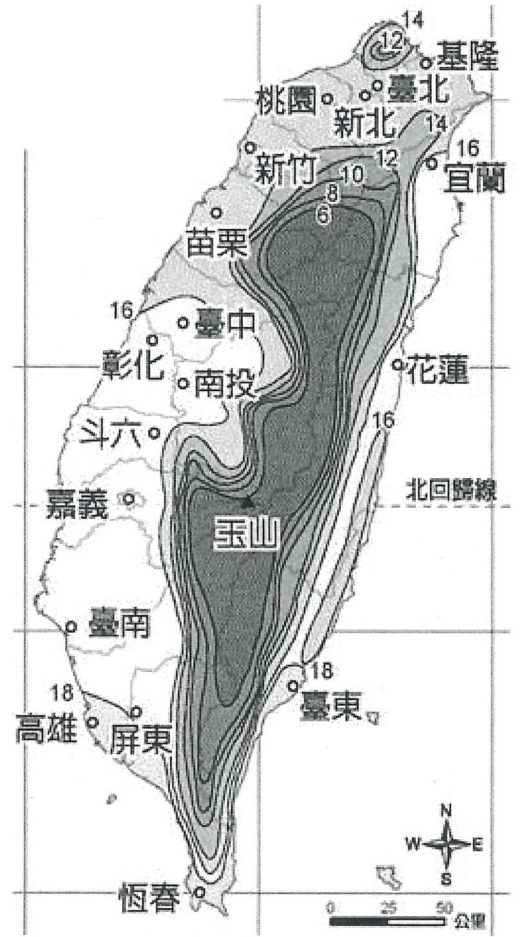 14
12
基隆
臺北
桃園
新北
14
16
新竹
12
宜蘭
10
8
6
苗栗
16
臺中
彰化
花蓮
南投
16
斗六
北回歸線
嘉義
玉山
臺南
18
18
臺東
高雄
屏東
N
W E
S
恆春
0 25 50 公里